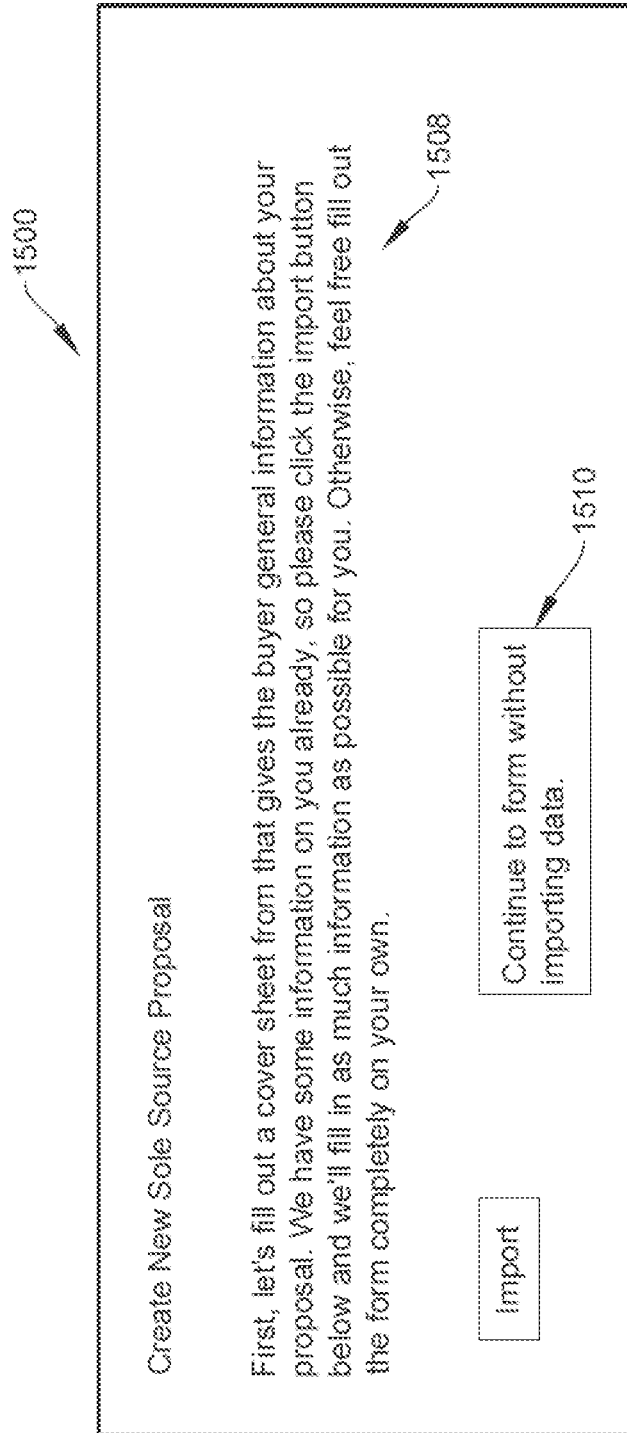 1500
Create New Sole Source Proposal
First, let's fill out a cover sheet from that gives the buyer general information about your
proposal. We have some information on you already, so please click the import button
below and we'll fill in as much information as possible for you. Otherwise, feel free fill out
the form completely on your own.
1508
Import
Continue to form without
importing data.
1510